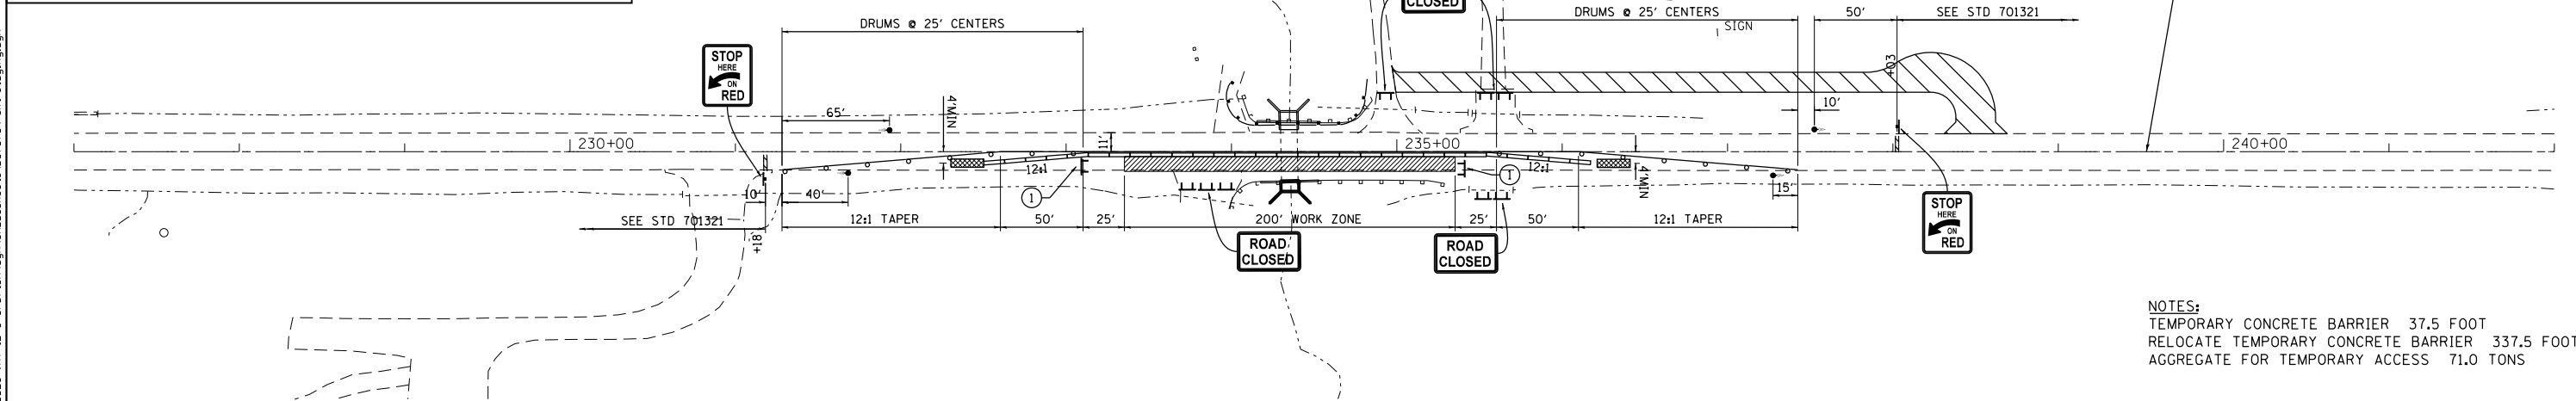 CLOSED
DRUMS @ 25' CENTERS
DRUMS @ 25' CENTERS
50'
SEE STD 701321
SIGN
STOP
HERE
ON
RED
65'
4'MIN
+03
10'
11'
230+00
235+00
240+00
12:1
1
1
12:1
4'MIN
15'
10'
40'
SEE STD 701321
+18'
12:1 TAPER
50'
25'
200' WORK ZONE
25'
50'
12:1 TAPER
STOP
HERE
ON
RED
ROAD
CLOSED
ROAD
CLOSED
NOTES:
TEMPORARY CONCRETE BARRIER 37.5 FOOT
RELOCATE TEMPORARY CONCRETE BARRIER 337.5 FOOT
AGGREGATE FOR TEMPORARY ACCESS 71.0 TONS